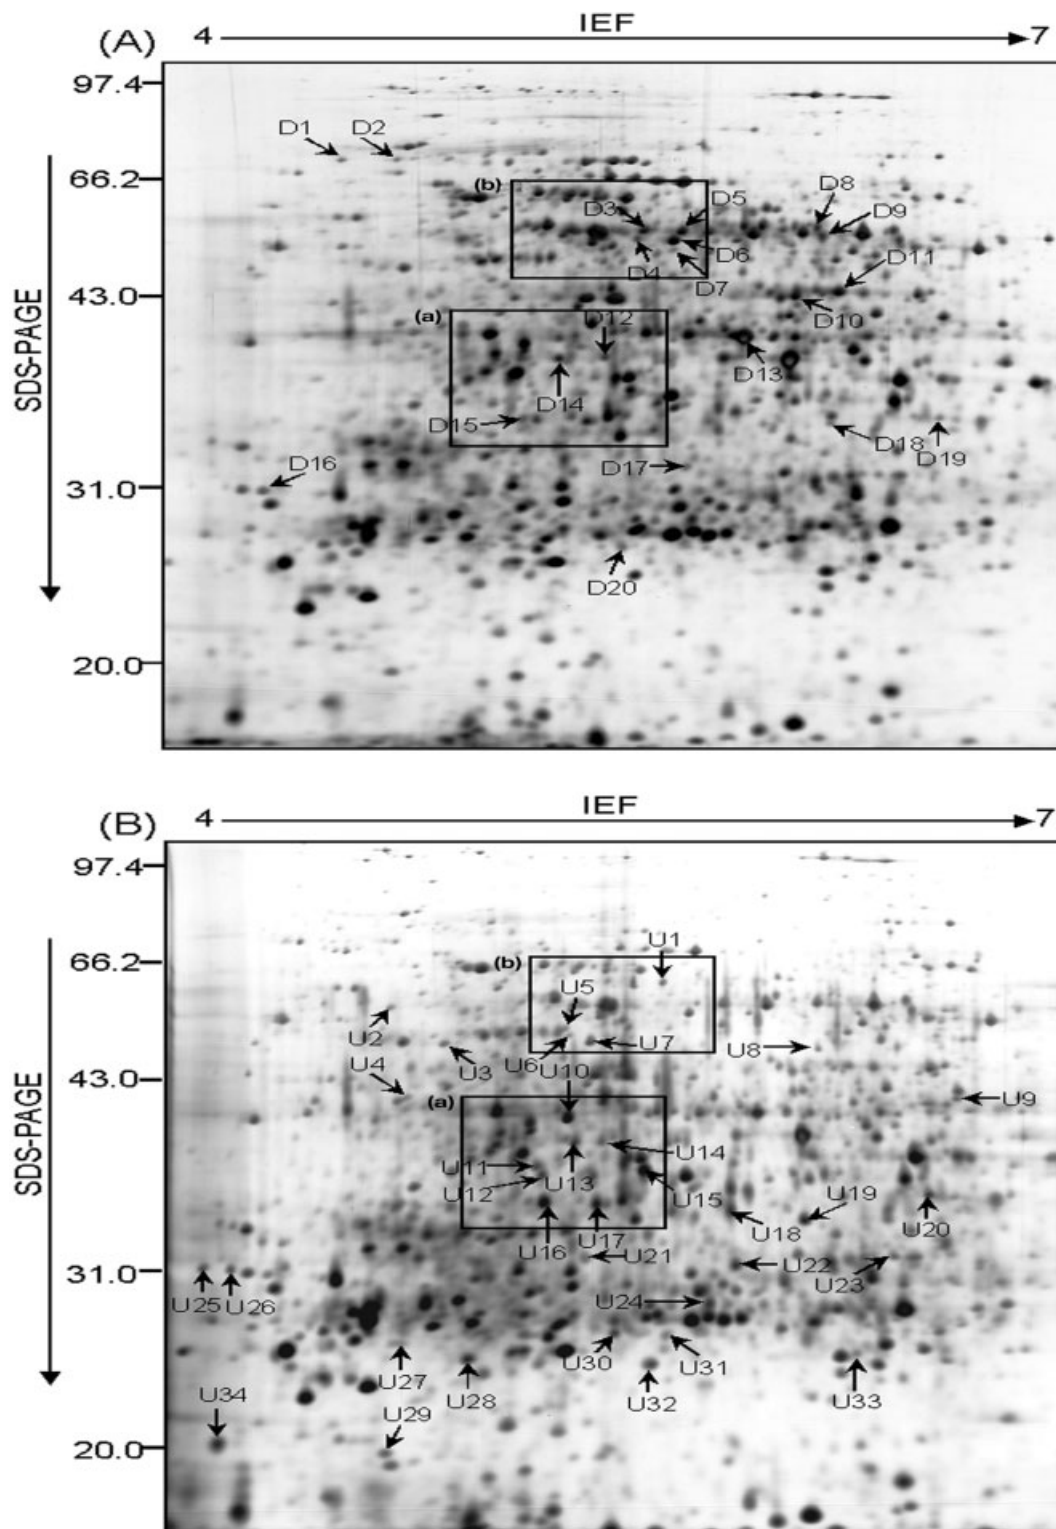 IEF
(A) 4 7
97.4
D1 D2
66.2
(b)
D3 D5 D8
D9
D4 D6
D7 D11
43.0
D10
(a)
D12
D13
D14
D15
D18 D19
D17
D16
31.0
D20
20.0
SDS-PAGE
IEF
(B) 4 7
97.4
U1
66.2
(b)
U5
U2
U6 U7 U8
U3 U10
U4
43.0
(a)
U9
U14
U11
U13
U12 U15
U19
U20
U18
U16 U17
U21 U22
U23
31.0
U25 U26
U24
U30 U31
U27 U28 U32 U33
U34
U29
20.0
SDS-PAGE